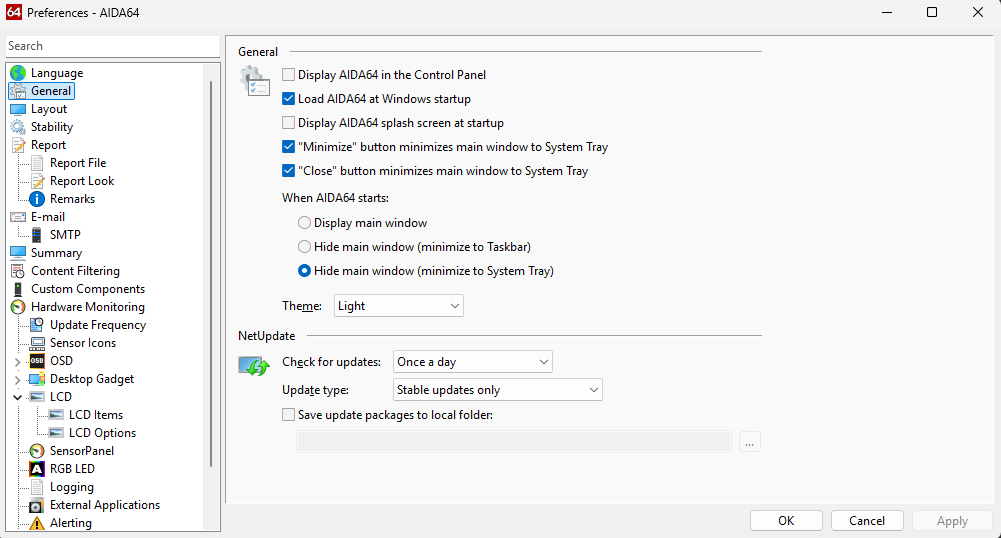 64 Preferences - AIDA64
Search
Language
General
Layout
Stability
Report
Report File
Report Look
Remarks
E-mail
SMTP
Summary
Content Filtering
Custom Components
Hardware Monitoring
Update Frequency
Sensor Icons
OSD OSD
Desktop Gadget
LCD
LCD Items
LCD Options
SensorPanel
A RGB LED
Logging
External Applications
Alerting
General
Display AIDA64 in the Control Panel
Load AIDA64 at Windows startup
Display AIDA64 splash screen at startup
"Minimize" button minimizes main window to System Tray
"Close" button minimizes main window to System Tray
When AIDA64 starts:
Display main window
Hide main window (minimize to Taskbar)
Hide main window (minimize to System Tray)
Theme: Light
NetUpdate
Check for updates: Once a day
Update type: Stable updates only
Save update packages to local folder:
...
OK Cancel Apply